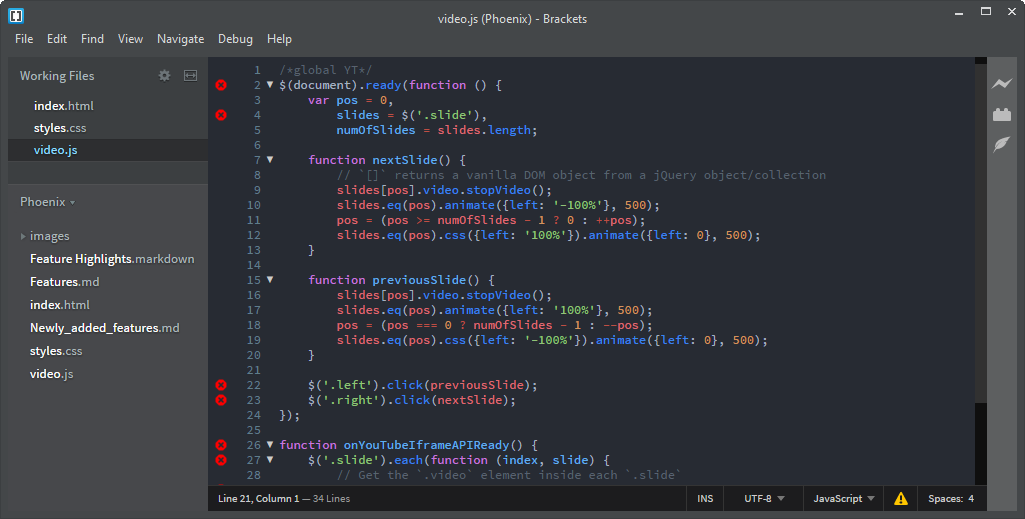 video.js (Phoenix) - Brackets
File Edit Find View Navigate Debug Help
Working Files
index.html
styles.css
video.js
Phoenix
images
Feature Highlights.markdown
Features.md
index.html
Newly_added_features.md
styles.css
video.js
1 /*global YT*/
2 $(document).ready(function () {
3 var pos = 0,
4 slides = $('.slide'),
5 numOfSlides = slides.length;
6
7 function nextSlide() {
8 // `[]` returns a vanilla DOM object from a jQuery object/collection
9 slides[pos].video.stopVideo();
10 slides.eq(pos).animate({left: '-100%'}, 500);
11 pos = (pos >= numOfSlides - 1 ? 0 : ++pos);
12 slides.eq(pos).css({left: '100%'}).animate({left: 0}, 500);
13 }
14
15 function previousSlide() {
16 slides[pos].video.stopVideo();
17 slides.eq(pos).animate({left: '100%'}, 500);
18 pos = (pos === 0 ? numOfSlides - 1 : --pos);
19 slides.eq(pos).css({left: '-100%'}).animate({left: 0}, 500);
20 }
21
22 $('.left').click(previousSlide);
23 $('.right').click(nextSlide);
24 });
25
26 function onYouTubeIframeAPIReady() {
27 $('.slide').each(function (index, slide) {
28 // Get the `.video` element inside each `.slide`
Line 21, Column 1 — 34 Lines INS UTF-8 JavaScript Spaces: 4